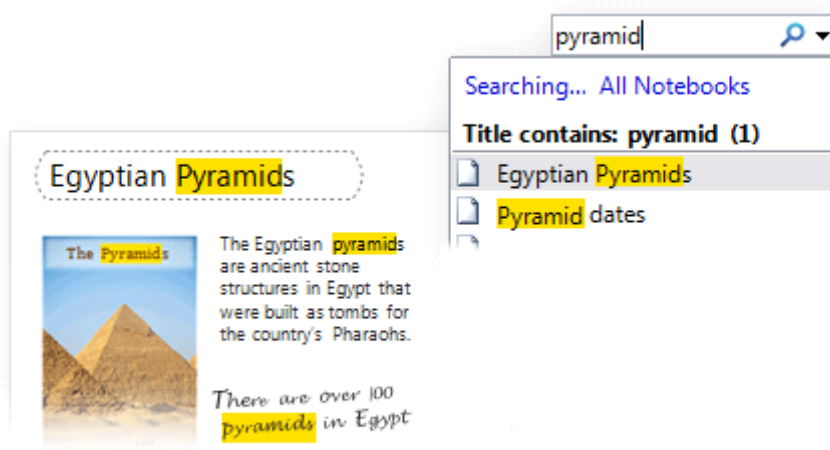 pyramid
Searching... All Notebooks
Title contains: pyramid (1)
Egyptian Pyramids
Pyramid dates
Egyptian Pyramids
The Pyramids
The Egyptian pyramids
are ancient stone
structures in Egypt that
were built as tombs for
the country's Pharaohs.
There are over 100
pyramids in Egypt